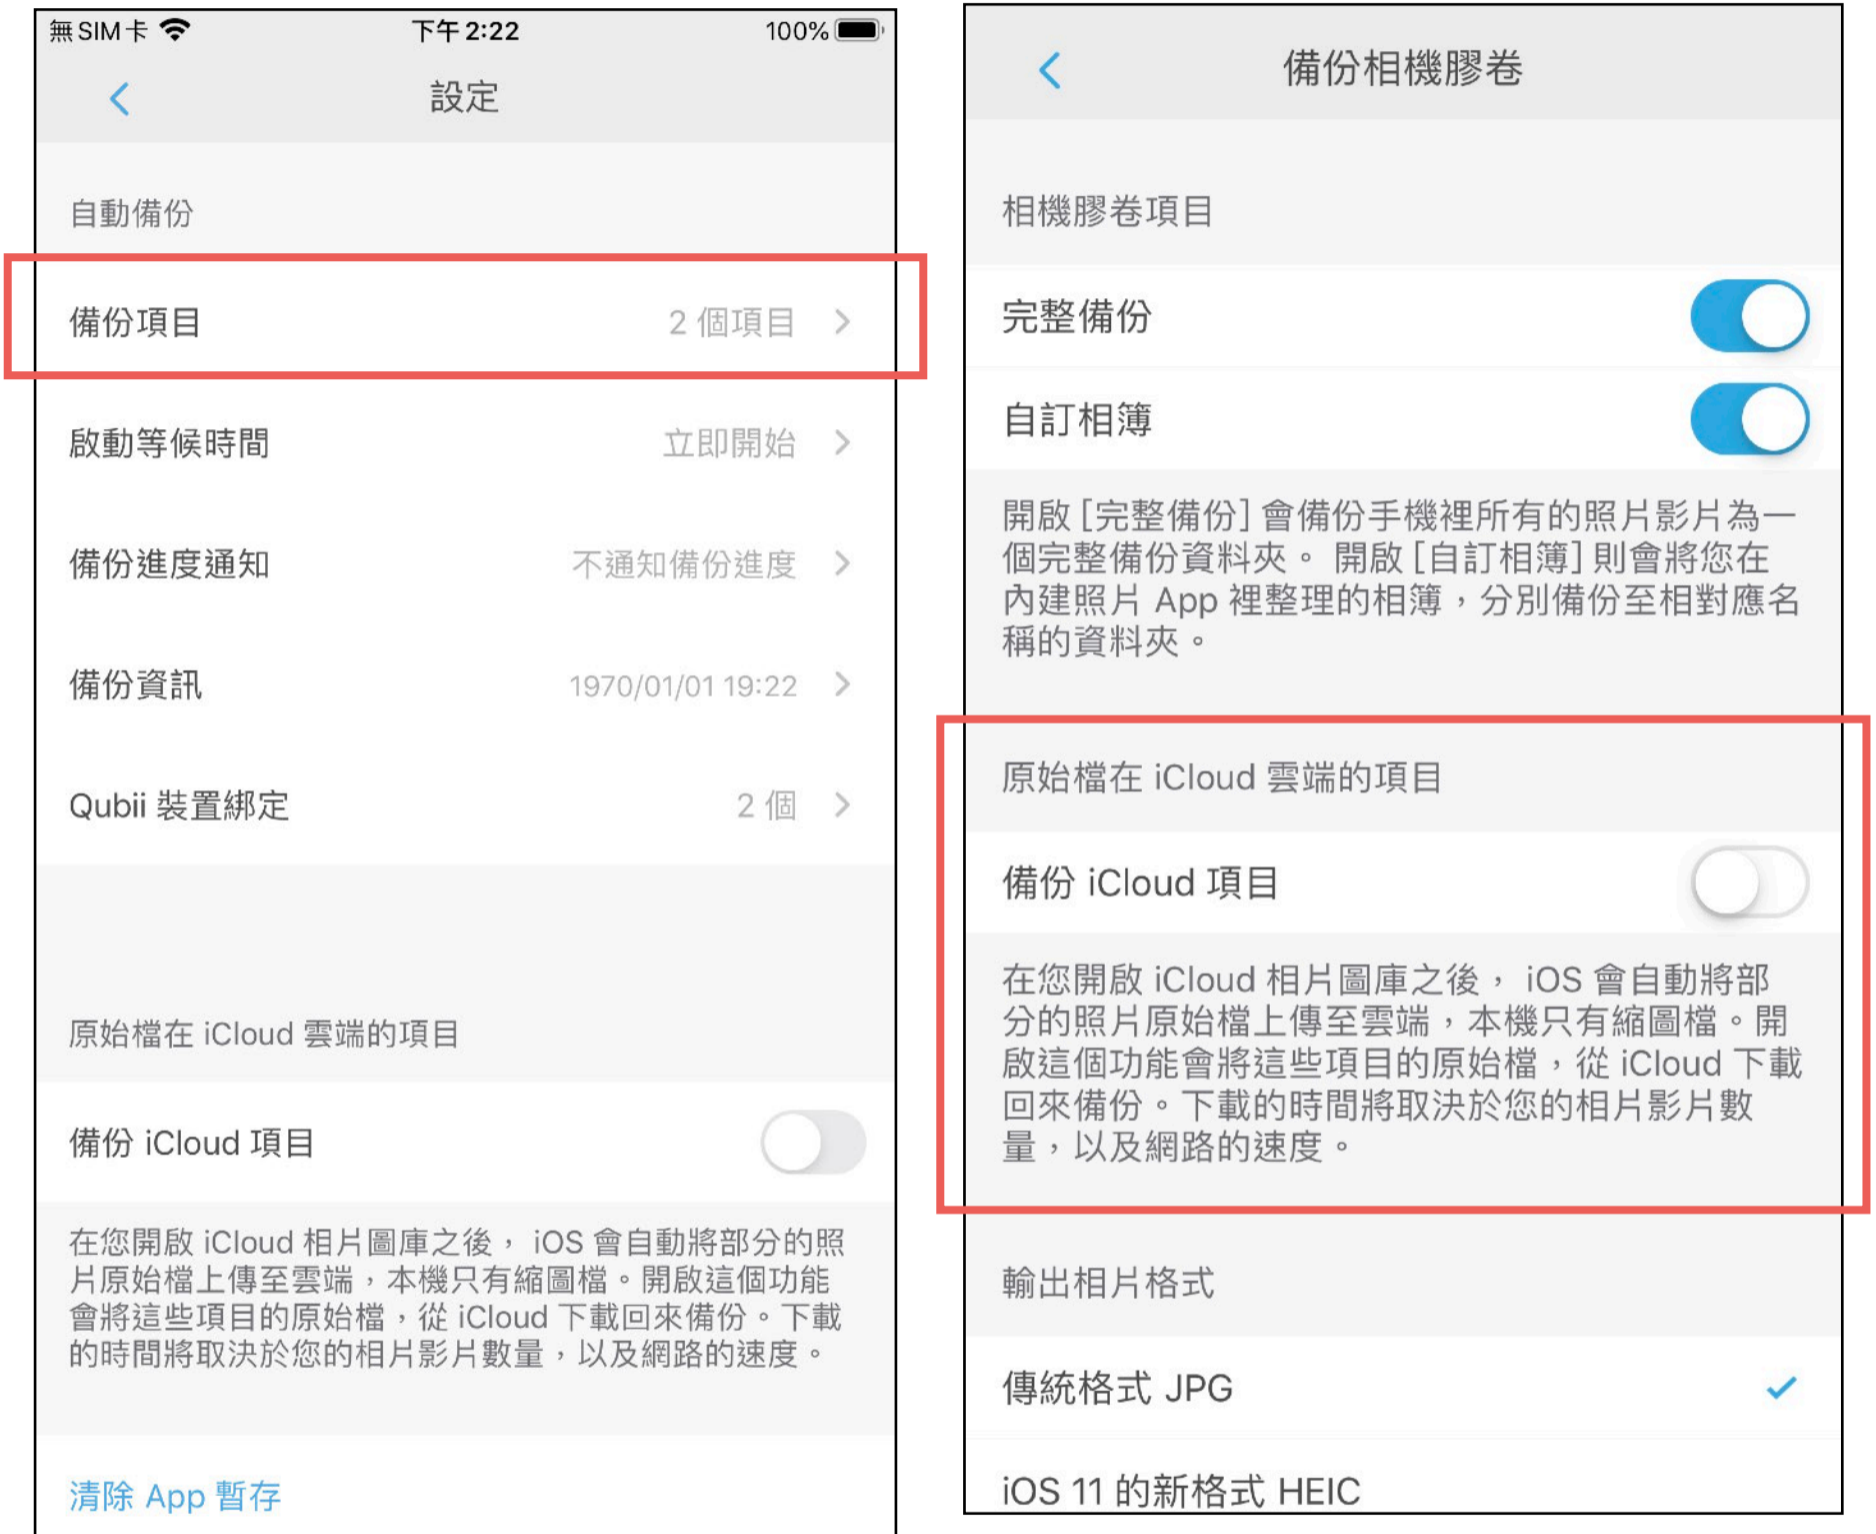 無 SIM 卡
下午 2:22
100%
設定
自動備份
備份項目
2 個項目
啟動等候時間
立即開始
備份進度通知
不通知備份進度
備份資訊
1970/01/01 19:22
Qubii 裝置綁定
2 個
原始檔在 iCloud 雲端的項目
備份 iCloud 項目
在您開啟 iCloud 相片圖庫之後， iOS 會自動將部分的照
片原始檔上傳至雲端，本機只有縮圖檔。開啟這個功能
會將這些項目的原始檔，從 iCloud 下載回來備份。下載
的時間將取決於您的相片影片數量，以及網路的速度。
清除 App 暫存
備份相機膠卷
相機膠卷項目
完整備份
自訂相簿
開啟 [完整備份] 會備份手機裡所有的照片影片為一
個完整備份資料夾。 開啟 [自訂相簿] 則會將您在
內建照片 App 裡整理的相簿，分別備份至相對應名
稱的資料夾。
原始檔在 iCloud 雲端的項目
備份 iCloud 項目
在您開啟 iCloud 相片圖庫之後， iOS 會自動將部
分的照片原始檔上傳至雲端，本機只有縮圖檔。開
啟這個功能會將這些項目的原始檔，從 iCloud 下載
回來備份。下載的時間將取決於您的相片影片數
量，以及網路的速度。
輸出相片格式
傳統格式 JPG
iOS 11 的新格式 HEIC